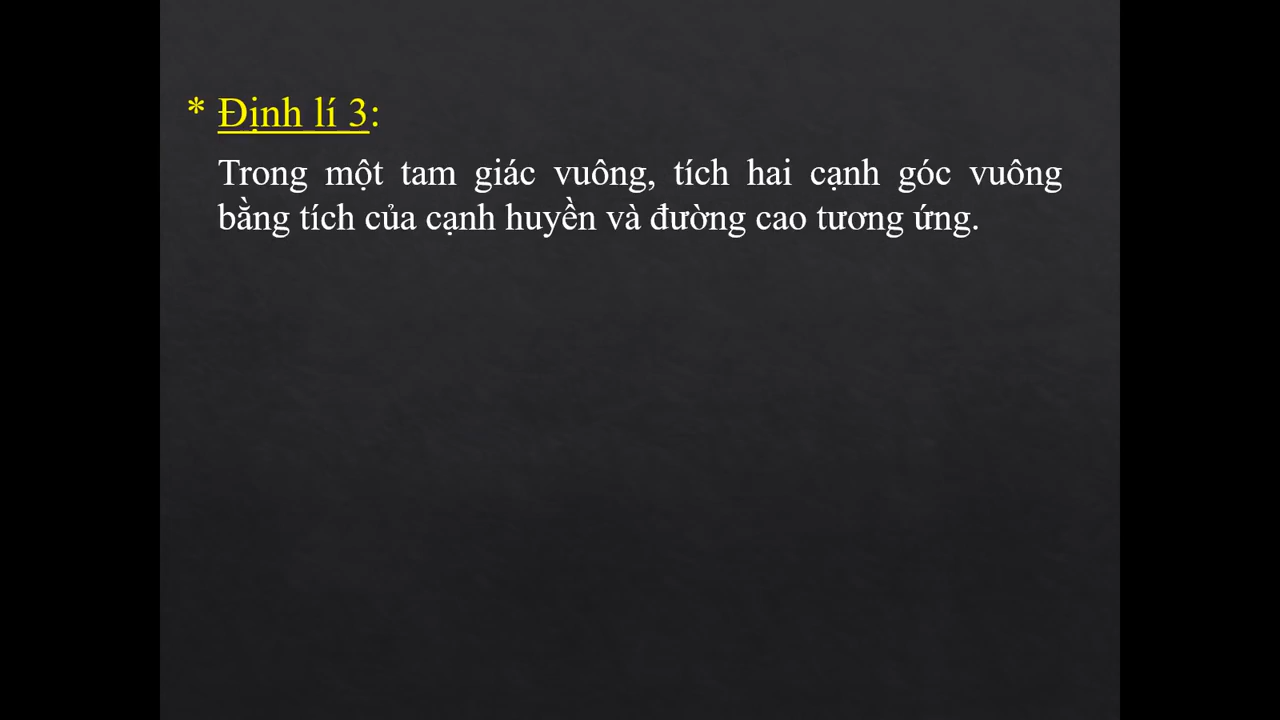 * Định lí 3:
Trong một tam giác vuông, tích hai cạnh góc vuông
bằng tích của cạnh huyền và đường cao tương ứng.